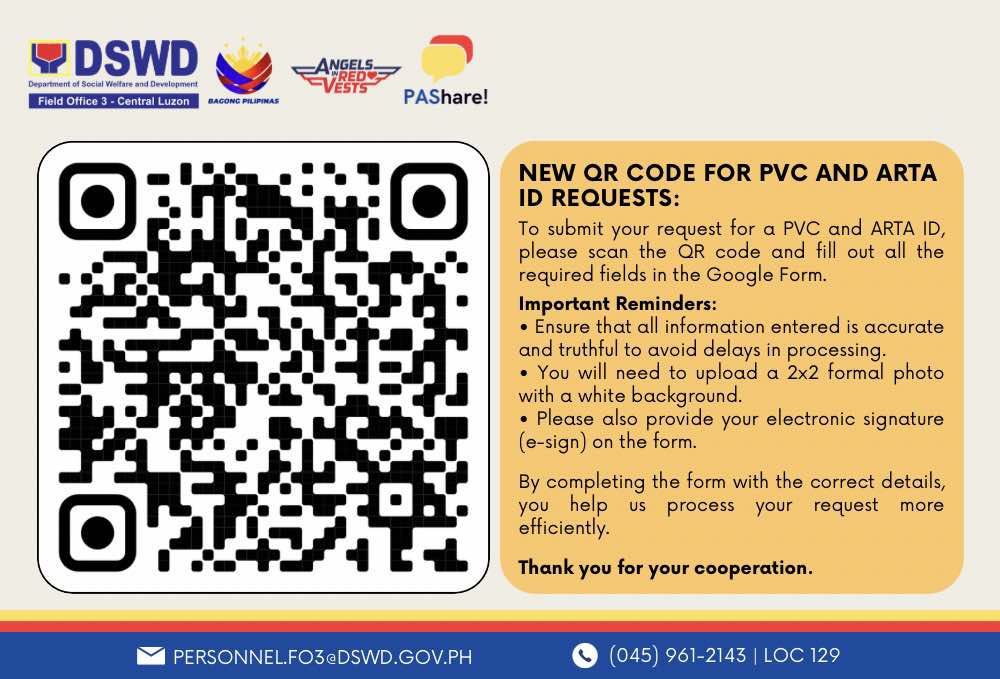 DSWD
Department of Social Welfare and Development
Field Office 3 - Central Luzon
BAGONG PILIPINAS
ANGELS
IN RED
VESTS
PAShare!
NEW QR CODE FOR PVC AND ARTA
ID REQUESTS:
To submit your request for a PVC and ARTA ID,
please scan the QR code and fill out all the
required fields in the Google Form.
Important Reminders:
• Ensure that all information entered is accurate
and truthful to avoid delays in processing.
• You will need to upload a 2x2 formal photo
with a white background.
• Please also provide your electronic signature
(e-sign) on the form.
By completing the form with the correct details,
you help us process your request more
efficiently.
Thank you for your cooperation.
PERSONNEL.FO3@DSWD.GOV.PH
(045) 961-2143 | LOC 129